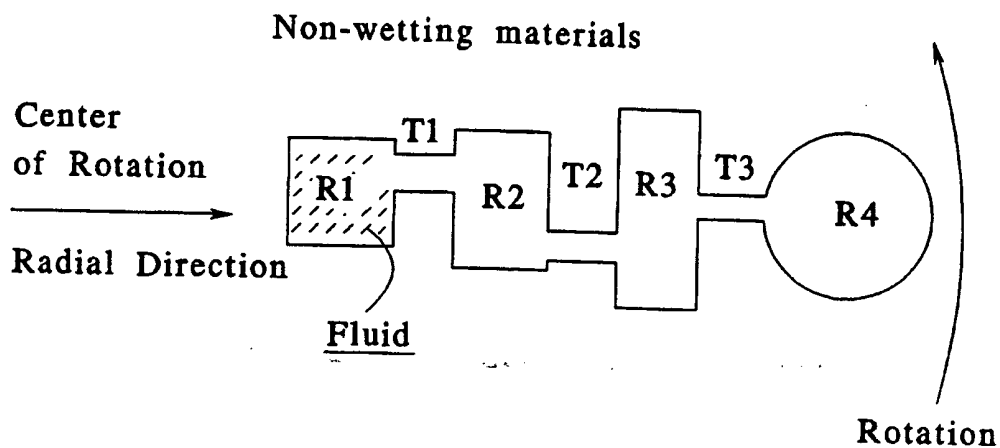 Non-wetting materials
Center
of Rotation
Radial Direction
T1
R1
R2
T2
R3
T3
R4
Fluid
Rotation